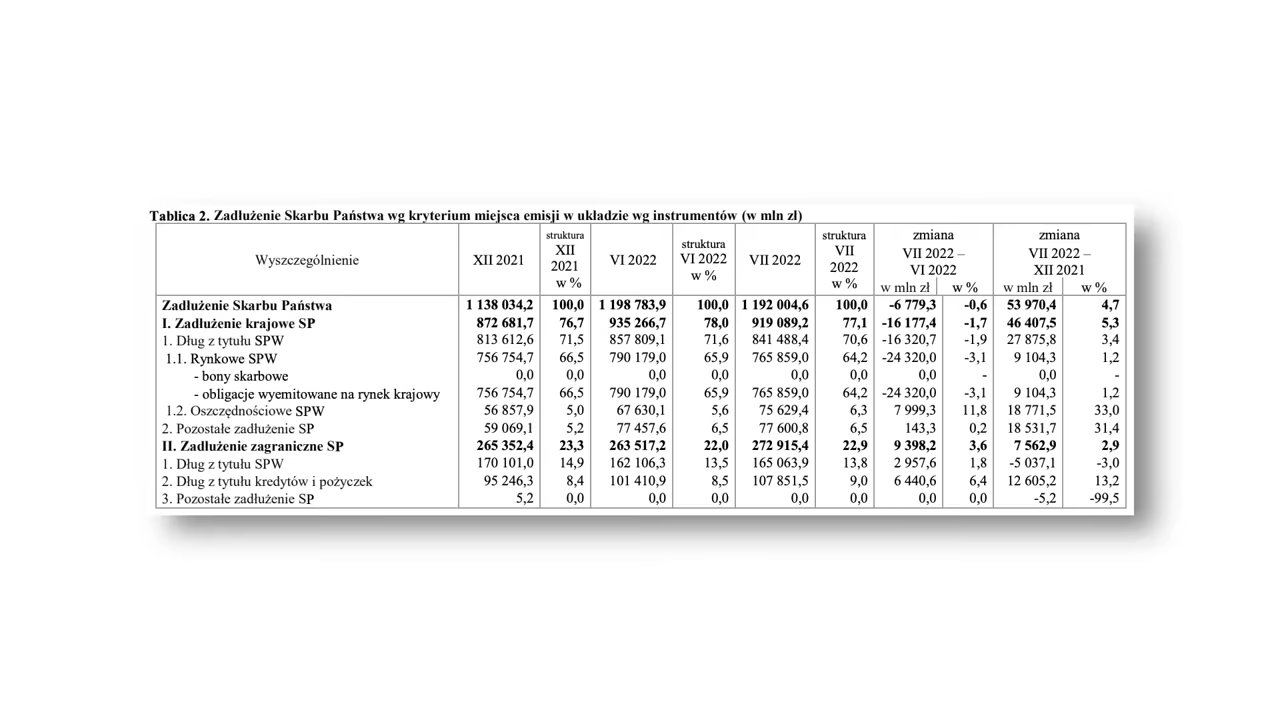 Tablica 2. Zadłużenie Skarbu Państwa wg kryterium miejsca emisji w układzie wg instrumentów (w mln zł)
Wyszczególnienie XII 2021 struktura XII 2021 w % VI 2022 struktura VI 2022 w % VII 2022 struktura VII 2022 w % zmiana VII 2022 – VI 2022 zmiana VII 2022 – XII 2021
w mln zł w % w mln zł w %
Zadłużenie Skarbu Państwa 1 138 034,2 100,0 1 198 783,9 100,0 1 192 004,6 100,0 -6 779,3 -0,6 53 970,4 4,7
I. Zadłużenie krajowe SP 872 681,7 76,7 935 266,7 78,0 919 089,2 77,1 -16 177,4 -1,7 46 407,5 5,3
1. Dług z tytułu SPW 813 612,6 71,5 857 809,1 71,6 841 488,4 70,6 -16 320,7 -1,9 27 875,8 3,4
1.1. Rynkowe SPW 756 754,7 66,5 790 179,0 65,9 765 859,0 64,2 -24 320,0 -3,1 9 104,3 1,2
- bony skarbowe 0,0 0,0 0,0 0,0 0,0 0,0 0,0 - 0,0 -
- obligacje wyemitowane na rynek krajowy 756 754,7 66,5 790 179,0 65,9 765 859,0 64,2 -24 320,0 -3,1 9 104,3 1,2
1.2. Oszczędnościowe SPW 56 857,9 5,0 67 630,1 5,6 75 629,4 6,3 7 999,3 11,8 18 771,5 33,0
2. Pozostałe zadłużenie SP 59 069,1 5,2 77 457,6 6,5 77 600,8 6,5 143,3 0,2 18 531,7 31,4
II. Zadłużenie zagraniczne SP 265 352,4 23,3 263 517,2 22,0 272 915,4 22,9 9 398,2 3,6 7 562,9 2,9
1. Dług z tytułu SPW 170 101,0 14,9 162 106,3 13,5 165 063,9 13,8 2 957,6 1,8 -5 037,1 -3,0
2. Dług z tytułu kredytów i pożyczek 95 246,3 8,4 101 410,9 8,5 107 851,5 9,0 6 440,6 6,4 12 605,2 13,2
3. Pozostałe zadłużenie SP 5,2 0,0 0,0 0,0 0,0 0,0 0,0 0,0 -5,2 -99,5